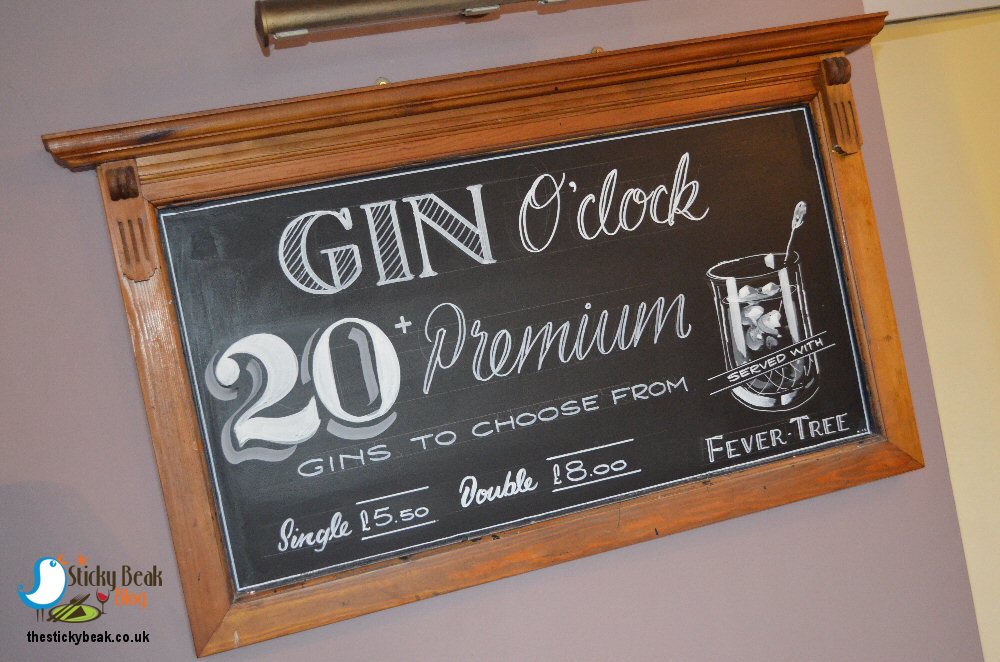 GIN O'clock
20+ Premium
GINS TO CHOOSE FROM
Single £5.50 Double £8.00
SERVED WITH
FEVER-TREE...
The Sticky Beak
Blog
thestickybeak.co.uk